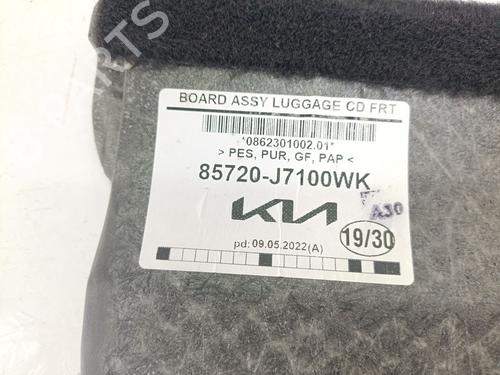 BOARD ASSY LUGGAGE CD FRT
*0862301002.01*
> PES, PUR, GF, PAP <
85720-J7100WK
A30
KIA
19/30
pd: 09.05.2022(A)